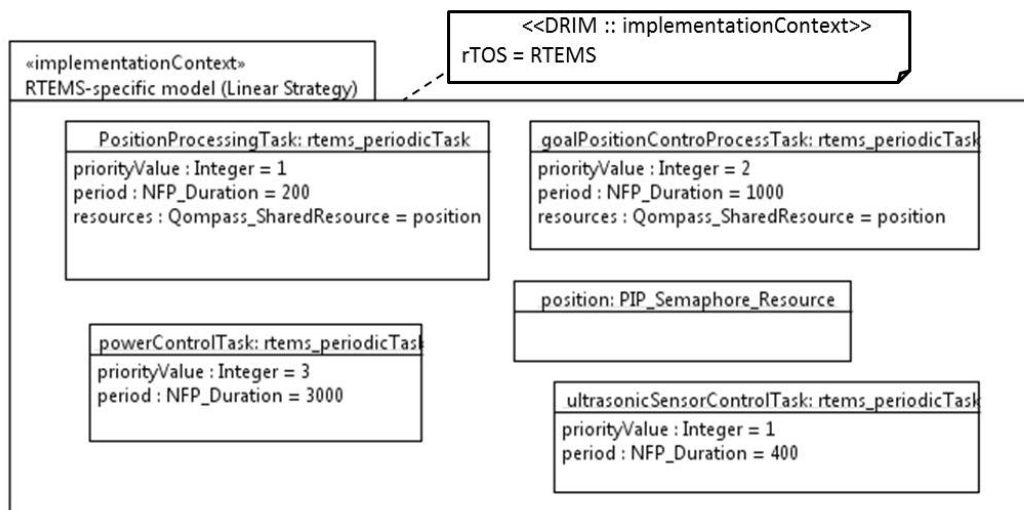 <<DRIM :: implementationContext>>
rTOS = RTEMS
«implementationContext»
RTEMS-specific model (Linear Strategy)
PositionProcessingTask: rtems_periodicTask
priorityValue : Integer = 1
period : NFP_Duration = 200
resources : Qompass_SharedResource = position
goalPositionControProcessTask: rtems_periodicTask
priorityValue : Integer = 2
period : NFP_Duration = 1000
resources : Qompass_SharedResource = position
position: PIP_Semaphore_Resource
powerControlTask: rtems_periodicTask
priorityValue : Integer = 3
period : NFP_Duration = 3000
ultrasonicSensorControlTask: rtems_periodicTask
priorityValue : Integer = 1
period : NFP_Duration = 400